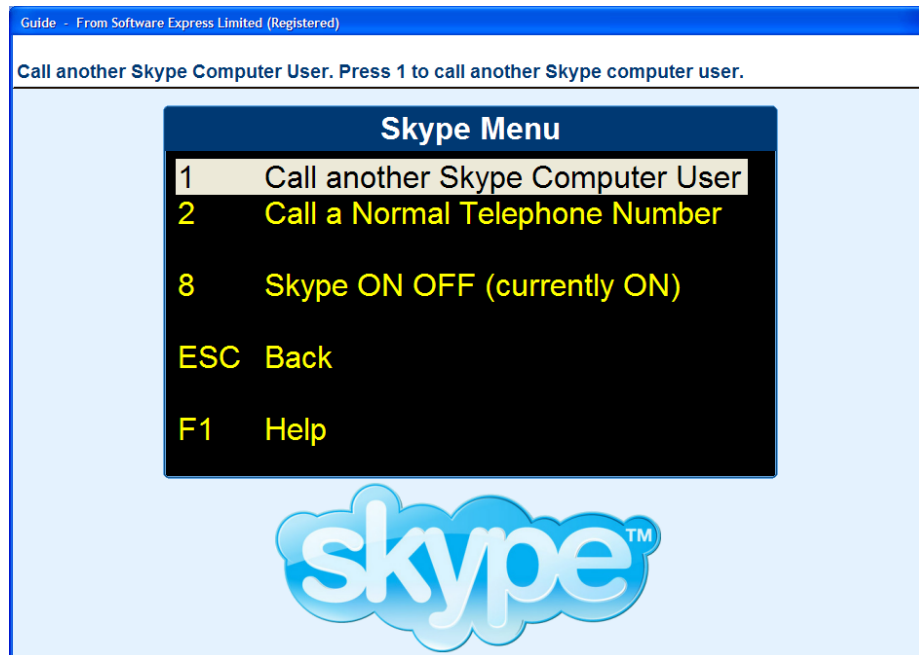 Guide - From Software Express Limited (Registered)
Call another Skype Computer User. Press 1 to call another Skype computer user.
Skype Menu
1 Call another Skype Computer User
2 Call a Normal Telephone Number
8 Skype ON OFF (currently ON)
ESC Back
F1 Help
skype™